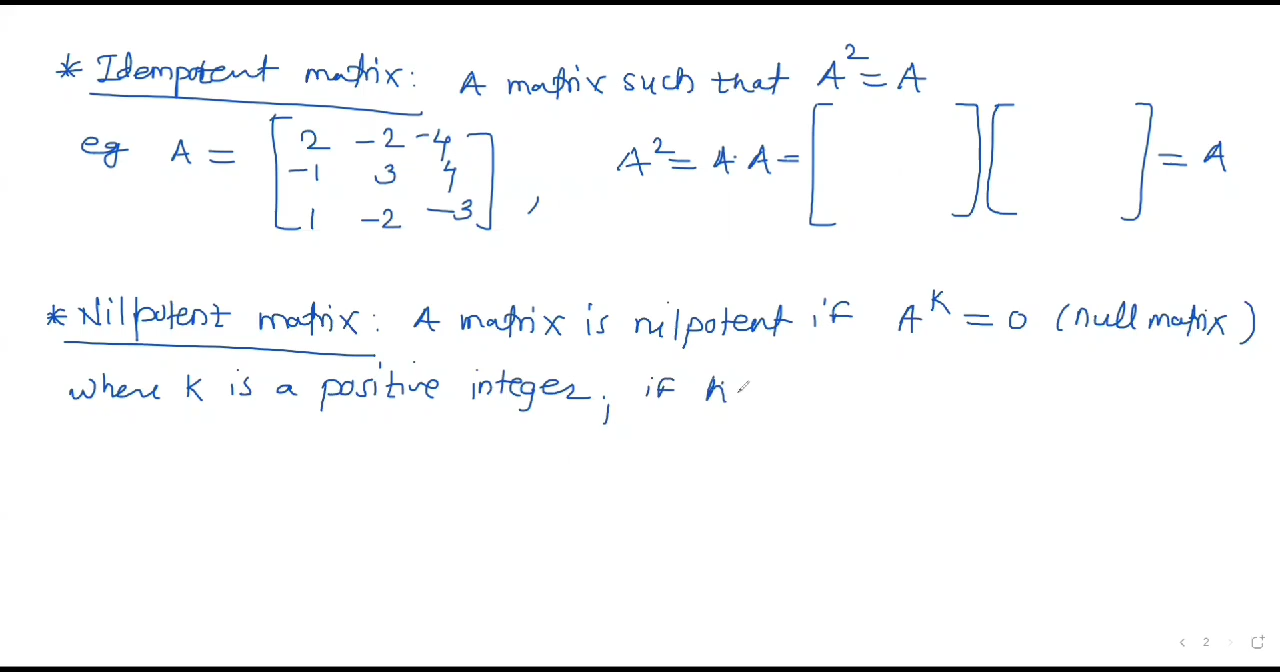 * Idempotent matrix: A matrix such that A² = A
eg A = [2 -2 -4
-1 3 4
1 -2 -3], A² = A·A = [ ][ ] = A
* Nilpotent matrix: A matrix is nilpotent if A^K = 0 (null matrix)
where K is a positive integer, if K
2